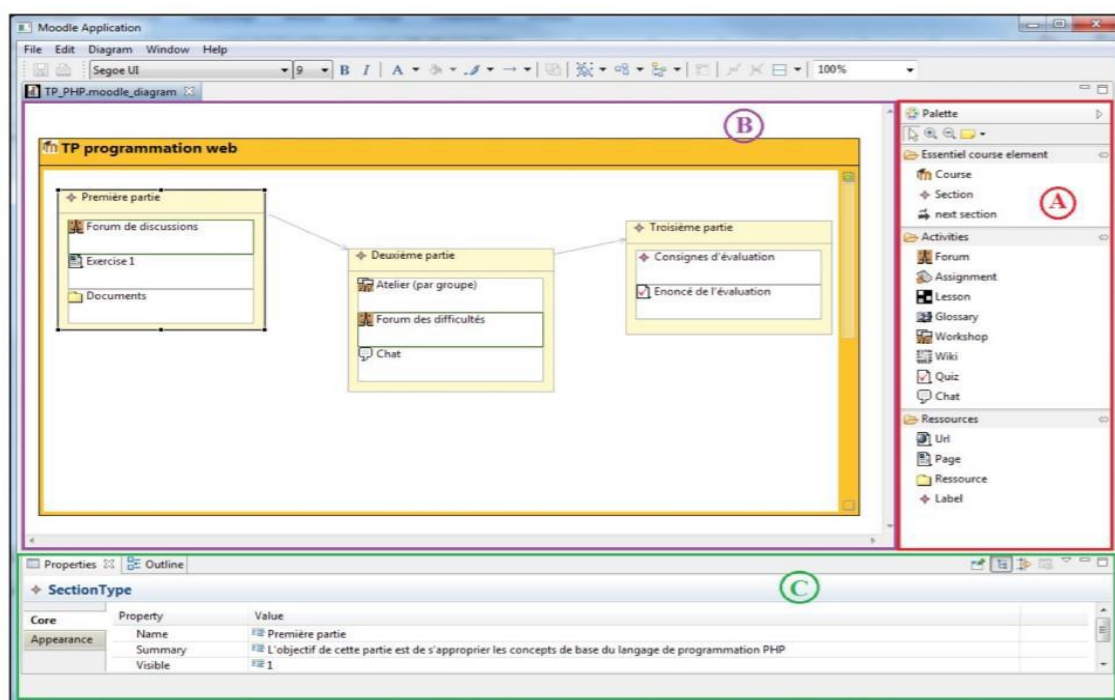 Moodle Application
File Edit Diagram Window Help
Segoe UI 9 B I A 100%
TP_PHP.moodle_diagram
B
TP programmation web
Première partie
Forum de discussions
Exercise 1
Documents
Deuxième partie
Atelier (par groupe)
Forum des difficultés
Chat
Troisième partie
Consignes d'évaluation
Enoncé de l'évaluation
Palette
Essentiel course element
Course
Section
next section
A
Activities
Forum
Assignment
Lesson
Glossary
Workshop
Wiki
Quiz
Chat
Ressources
Url
Page
Ressource
Label
Properties Outline
C
SectionType
Core
Appearance
Property Value
Name Première partie
Summary L'objectif de cette partie est de s'approprier les concepts de base du langage de programmation PHP
Visible 1